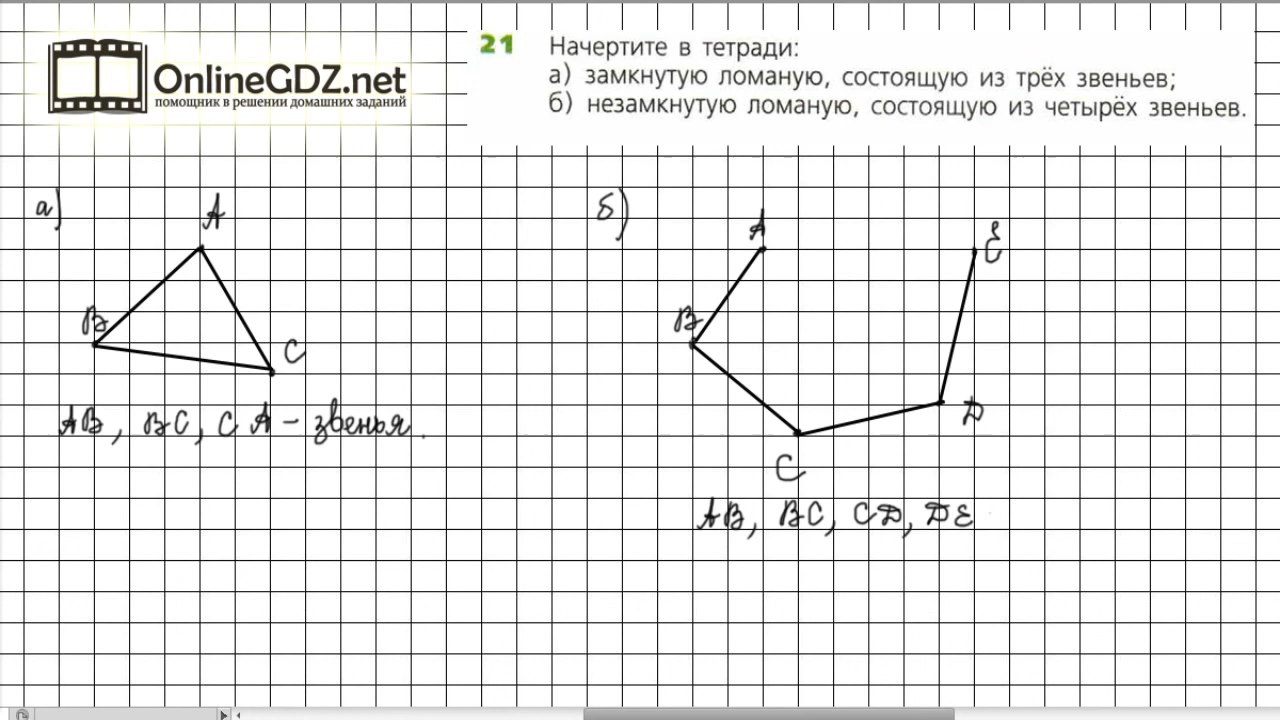 OnlineGDZ.net
помощник в решении домашних заданий
21 Начертите в тетради:
а) замкнутую ломаную, состоящую из трёх звеньев;
б) незамкнутую ломаную, состоящую из четырёх звеньев.
а)
A
B
C
AB, BC, CA – звенья.
б)
A
E
B
D
C
AB, BC, CD, DE